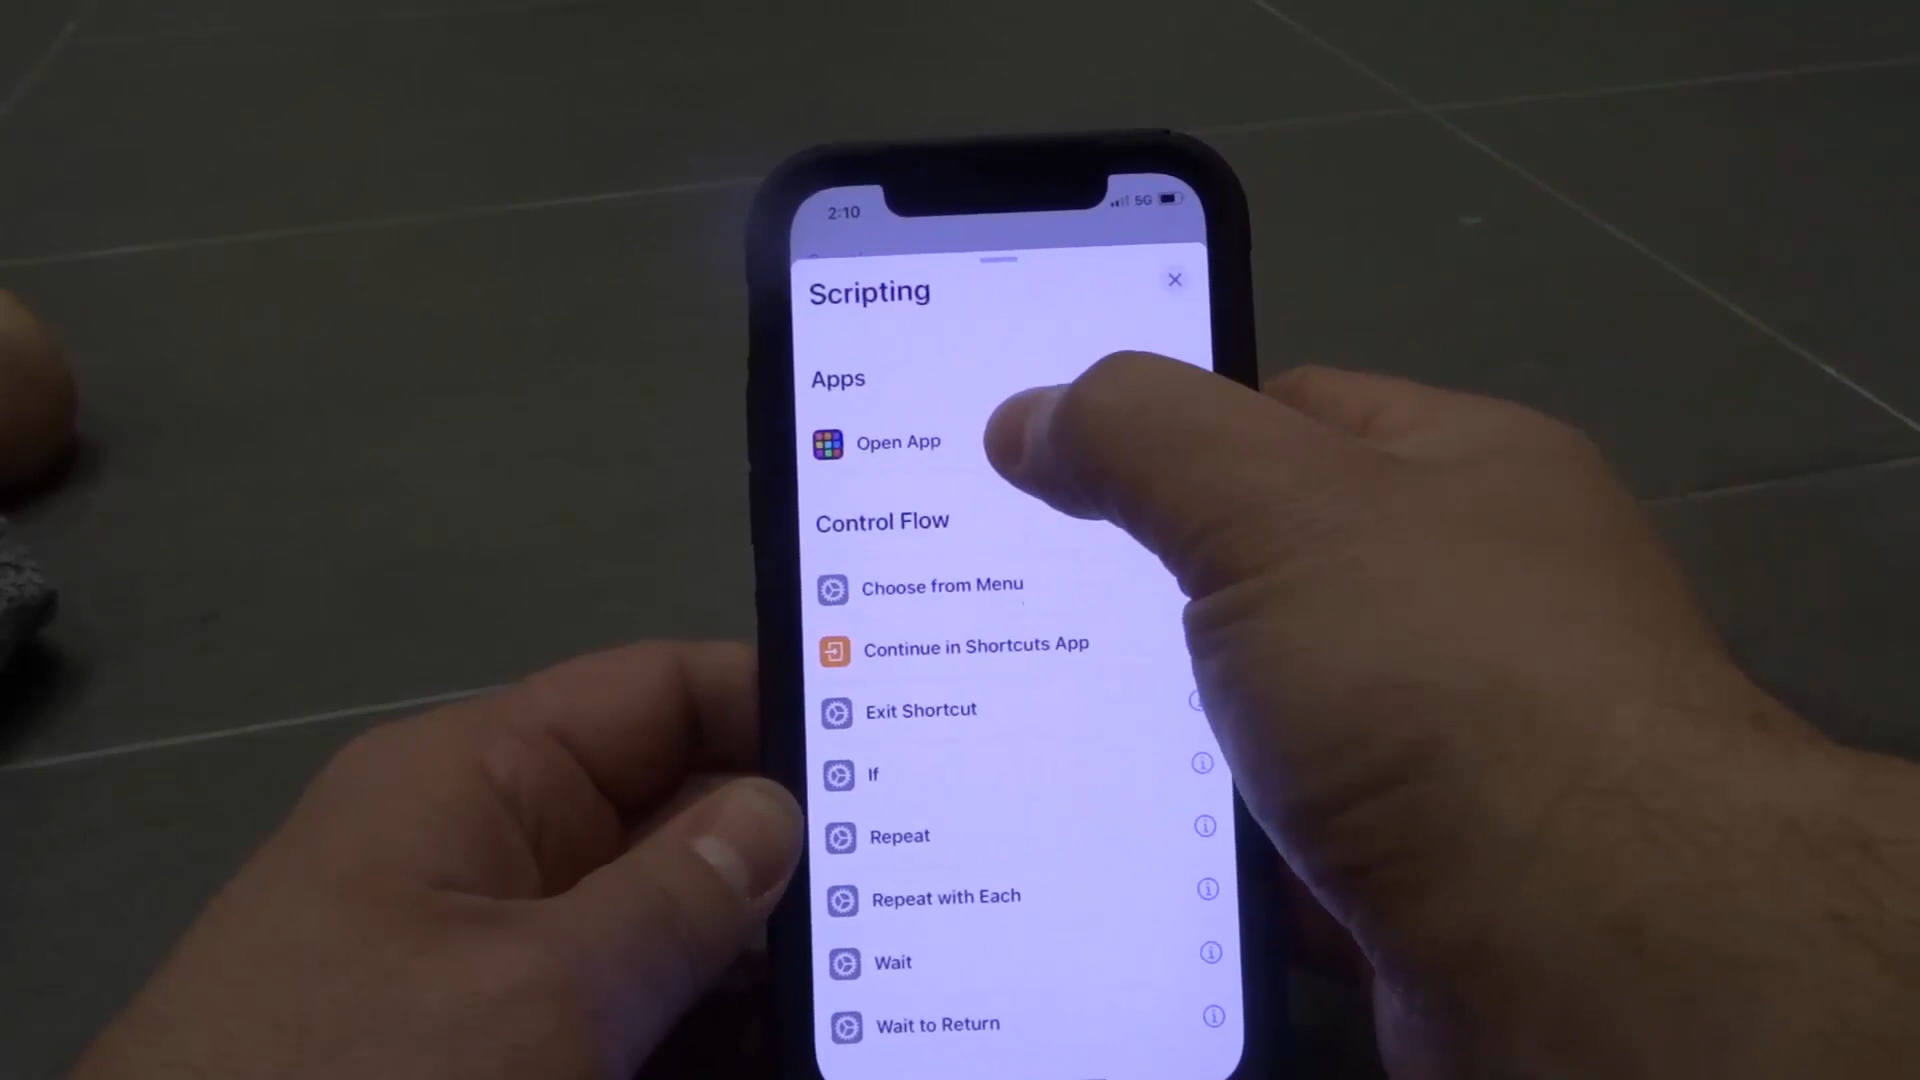 2:10
5G
Scripting
Apps
Open App
Control Flow
Choose from Menu
Continue in Shortcuts App
Exit Shortcut
If
Repeat
Repeat with Each
Wait
Wait to Return